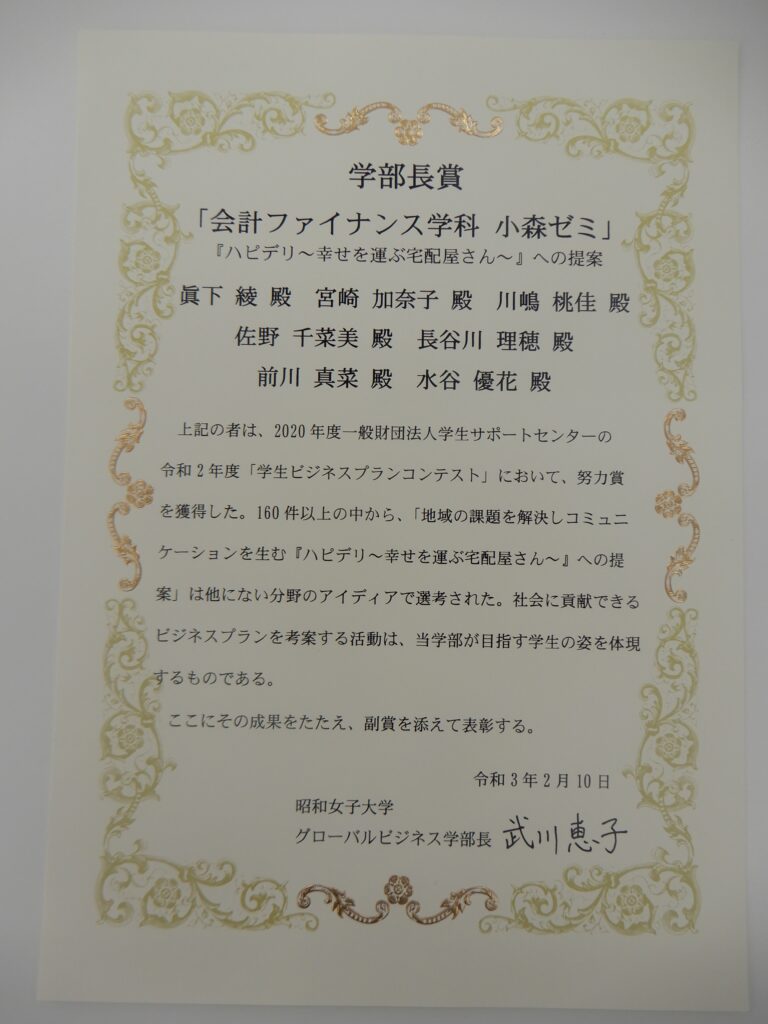 学部長賞
「会計ファイナンス学科 小森ゼミ」
『ハピデリ～幸せを運ぶ宅配屋さん～』への提案
眞下 綾 殿 宮崎 加奈子 殿 川嶋 桃佳 殿
佐野 千菜美 殿 長谷川 理穂 殿
前川 真菜 殿 水谷 優花 殿
上記の者は、2020年度一般財団法人学生サポートセンターの
令和2年度「学生ビジネスプランコンテスト」において、努力賞
を獲得した。160件以上の中から、「地域の課題を解決しコミュニ
ケーションを生む『ハピデリ～幸せを運ぶ宅配屋さん～』への提
案」は他にない分野のアイディアで選考された。社会に貢献できる
ビジネスプランを考案する活動は、当学部が目指す学生の姿を体現
するものである。
ここにその成果をたたえ、副賞を添えて表彰する。
令和3年2月10日
昭和女子大学
グローバルビジネス学部長 武川恵子